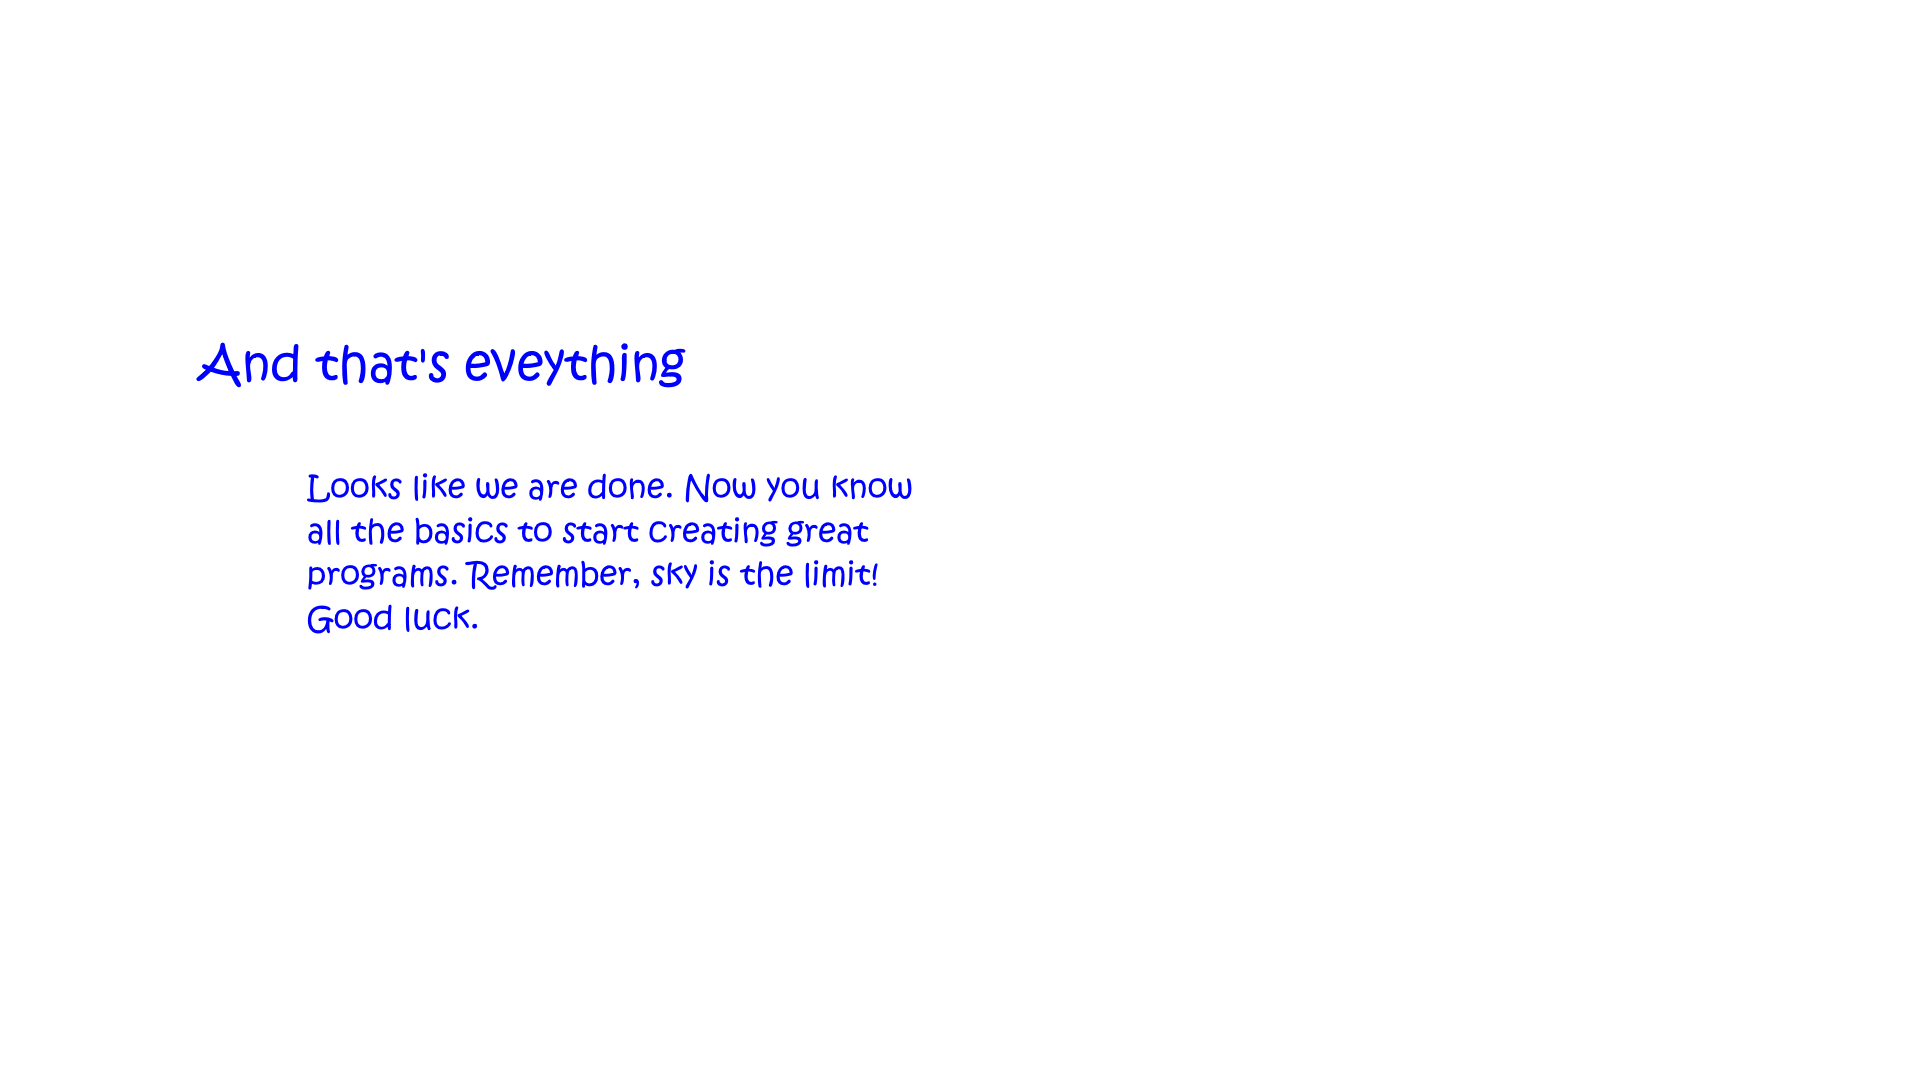 And that's eveything
Looks like we are done. Now you know
all the basics to start creating great
programs. Remember, sky is the limit!
Good luck.